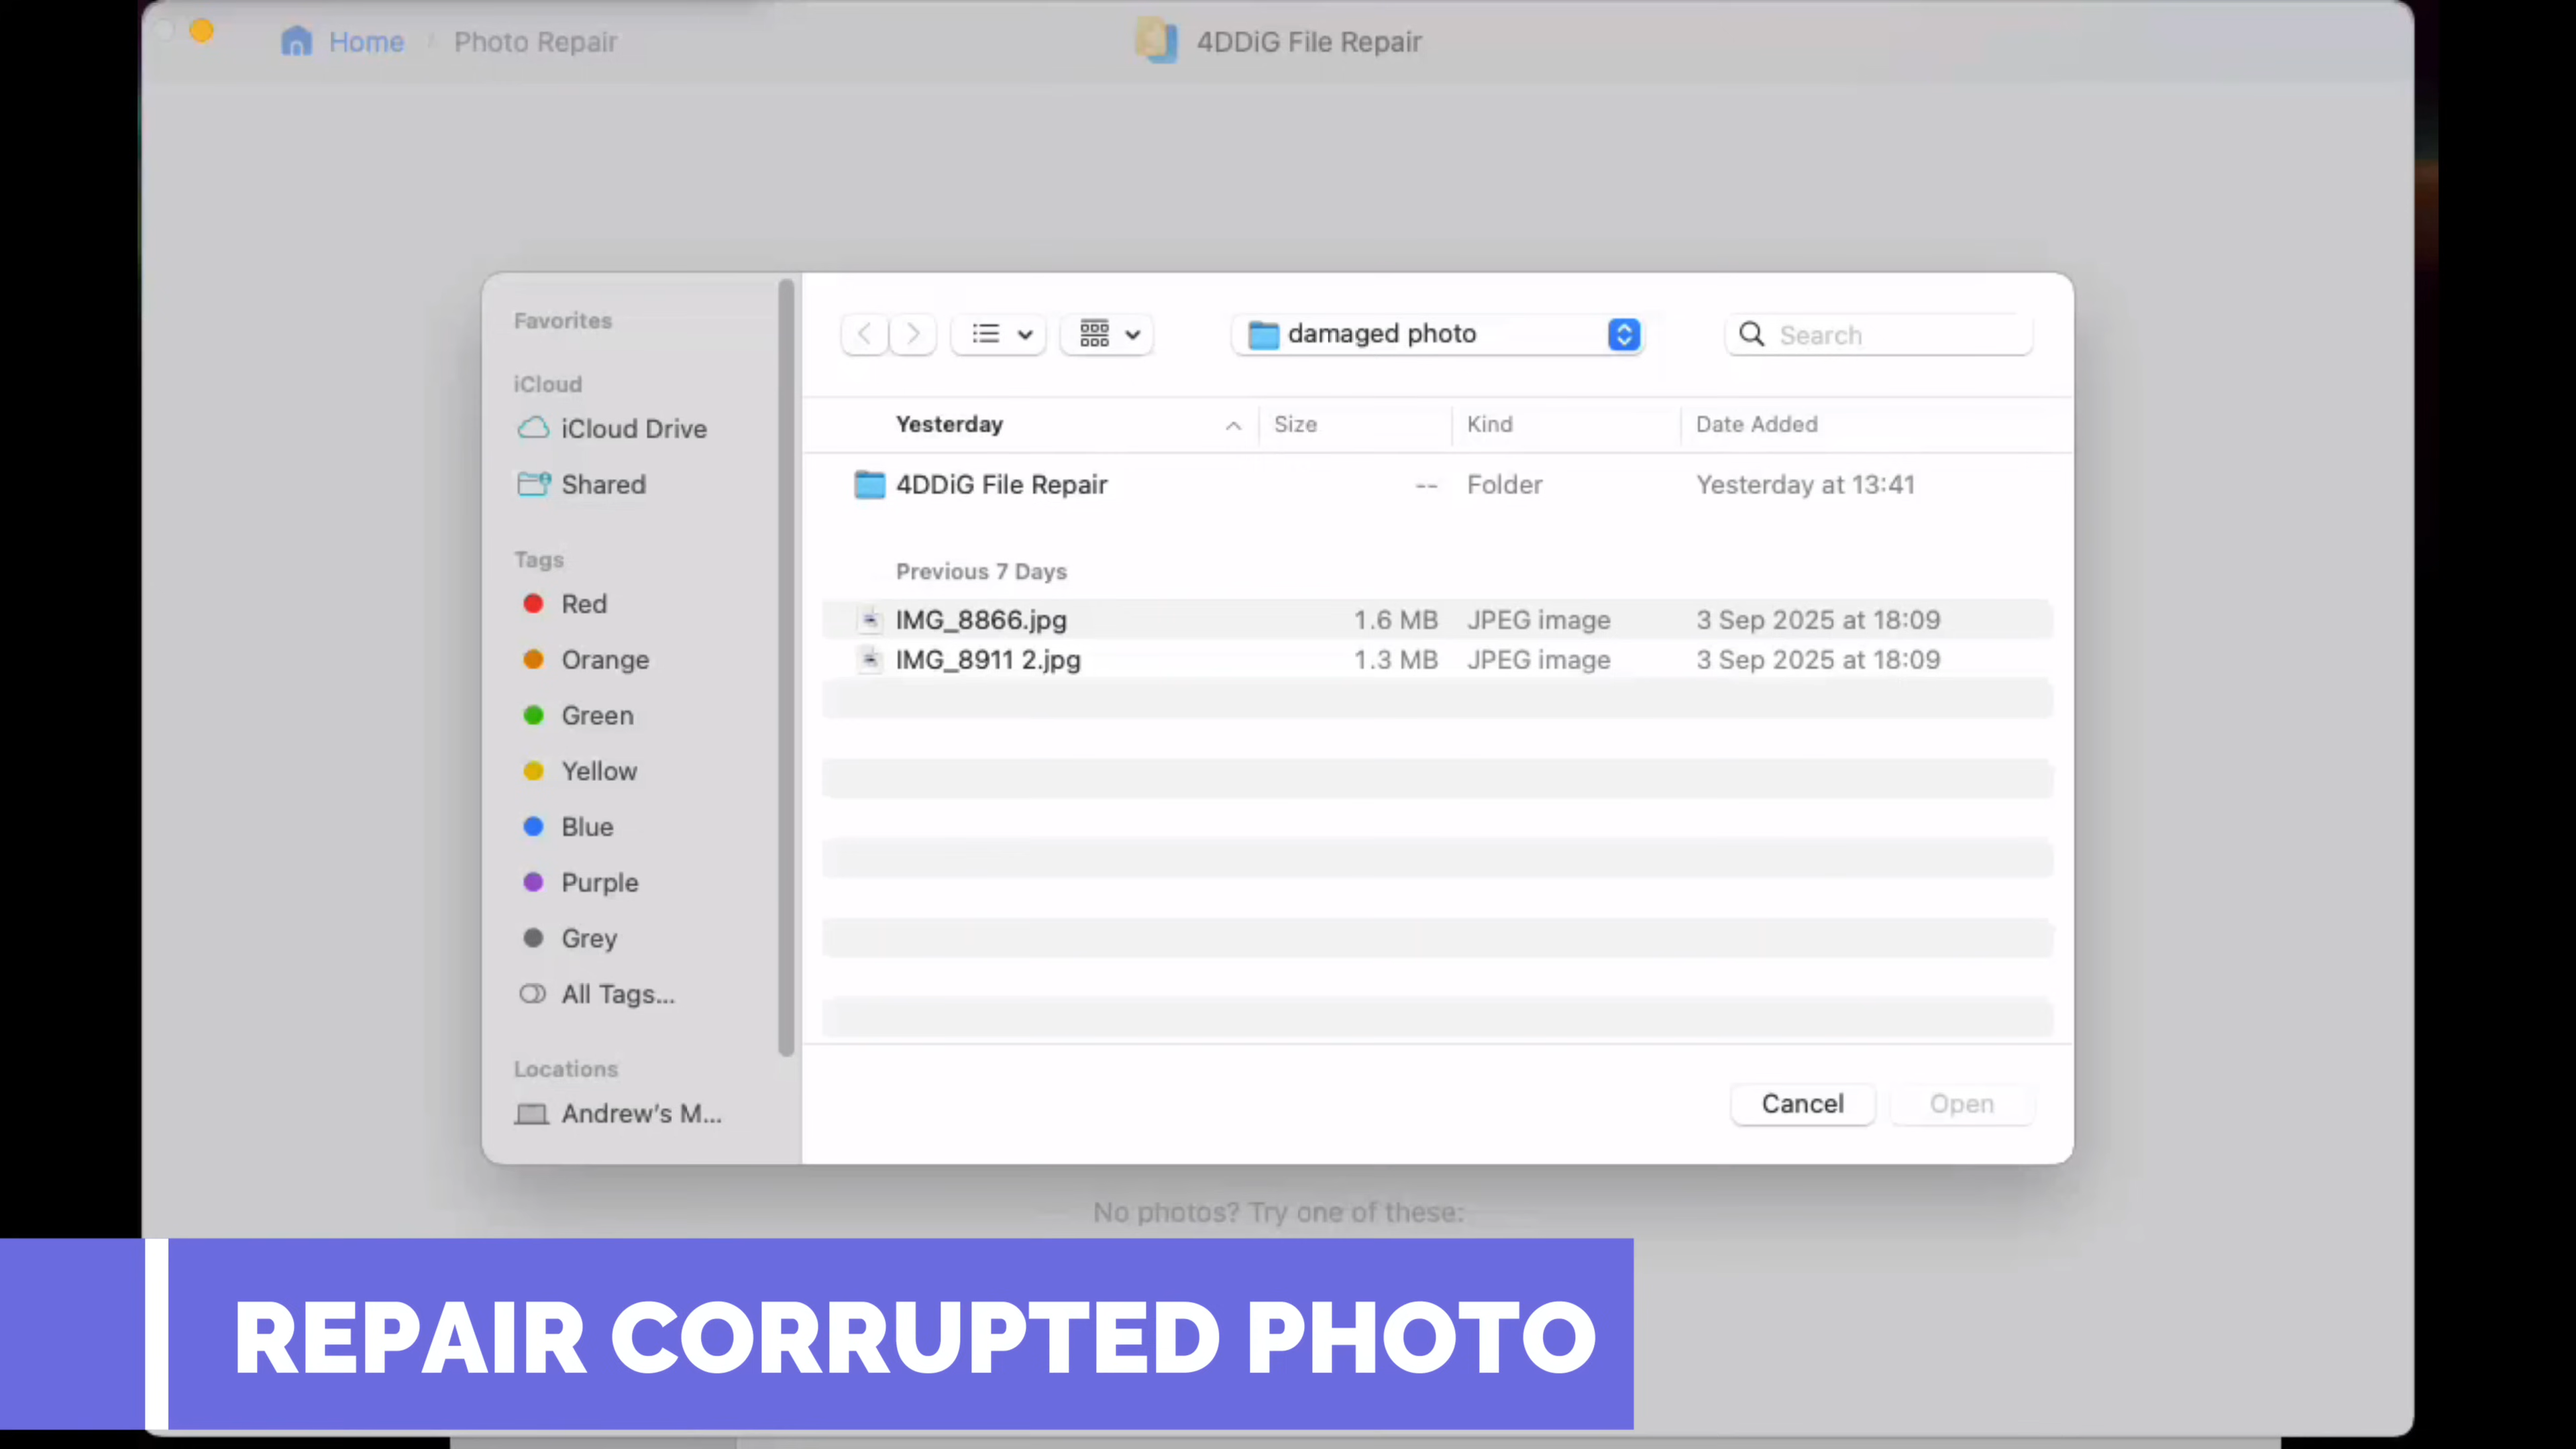 Home / Photo Repair
4DDiG File Repair
Favorites
iCloud
iCloud Drive
Shared
Tags
Red
Orange
Green
Yellow
Blue
Purple
Grey
All Tags...
Locations
Andrew's M...
damaged photo
Search
Yesterday Size Kind Date Added
4DDiG File Repair -- Folder Yesterday at 13:41
Previous 7 Days
IMG_8866.jpg 1.6 MB JPEG image 3 Sep 2025 at 18:09
IMG_8911 2.jpg 1.3 MB JPEG image 3 Sep 2025 at 18:09
Cancel Open
No photos? Try one of these:
REPAIR CORRUPTED PHOTO